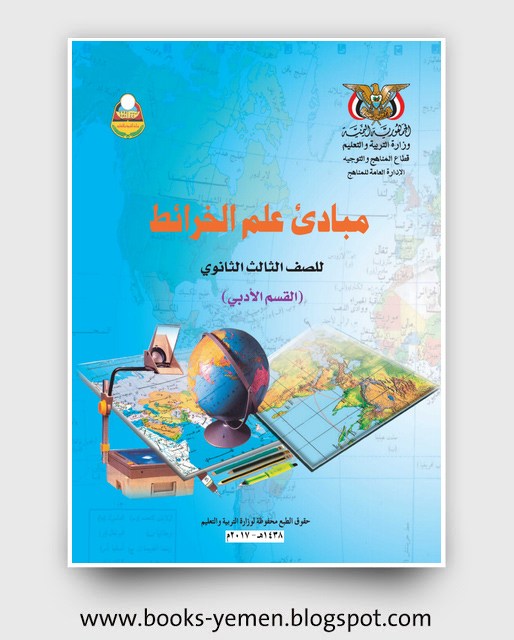 الجمهورية اليمنية
وزارة التربية والتعليم
قطاع المناهج والتوجيه
الإدارة العامة للمناهج
مبادئ علم الخرائط
للصف الثالث الثانوي
(القسم الأدبي)
حقوق الطبع محفوظة لوزارة التربية والتعليم
١٤٣٨هـ - ٢٠١٧م
www.books-yemen.blogspot.com